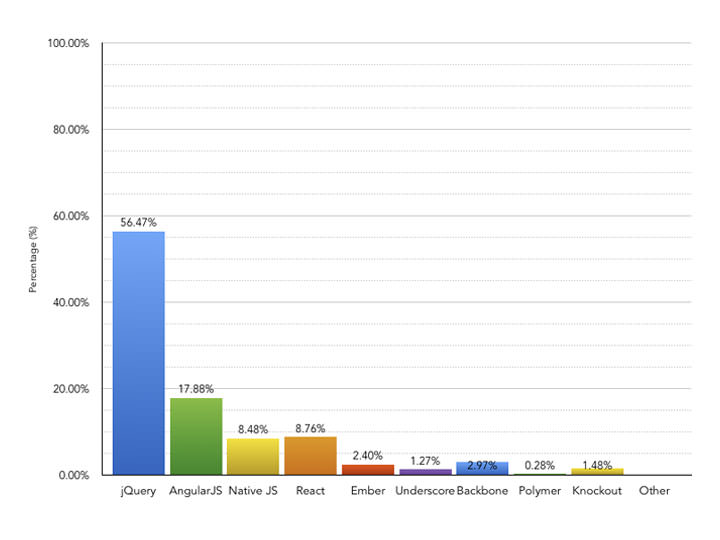 100.00%
80.00%
60.00%
40.00%
20.00%
0.00%
Percentage (%)
56.47%
17.88%
8.48%
8.76%
2.40%
1.27%
2.97%
0.28%
1.48%
jQuery
AngularJS
Native JS
React
Ember
Underscore
Backbone
Polymer
Knockout
Other